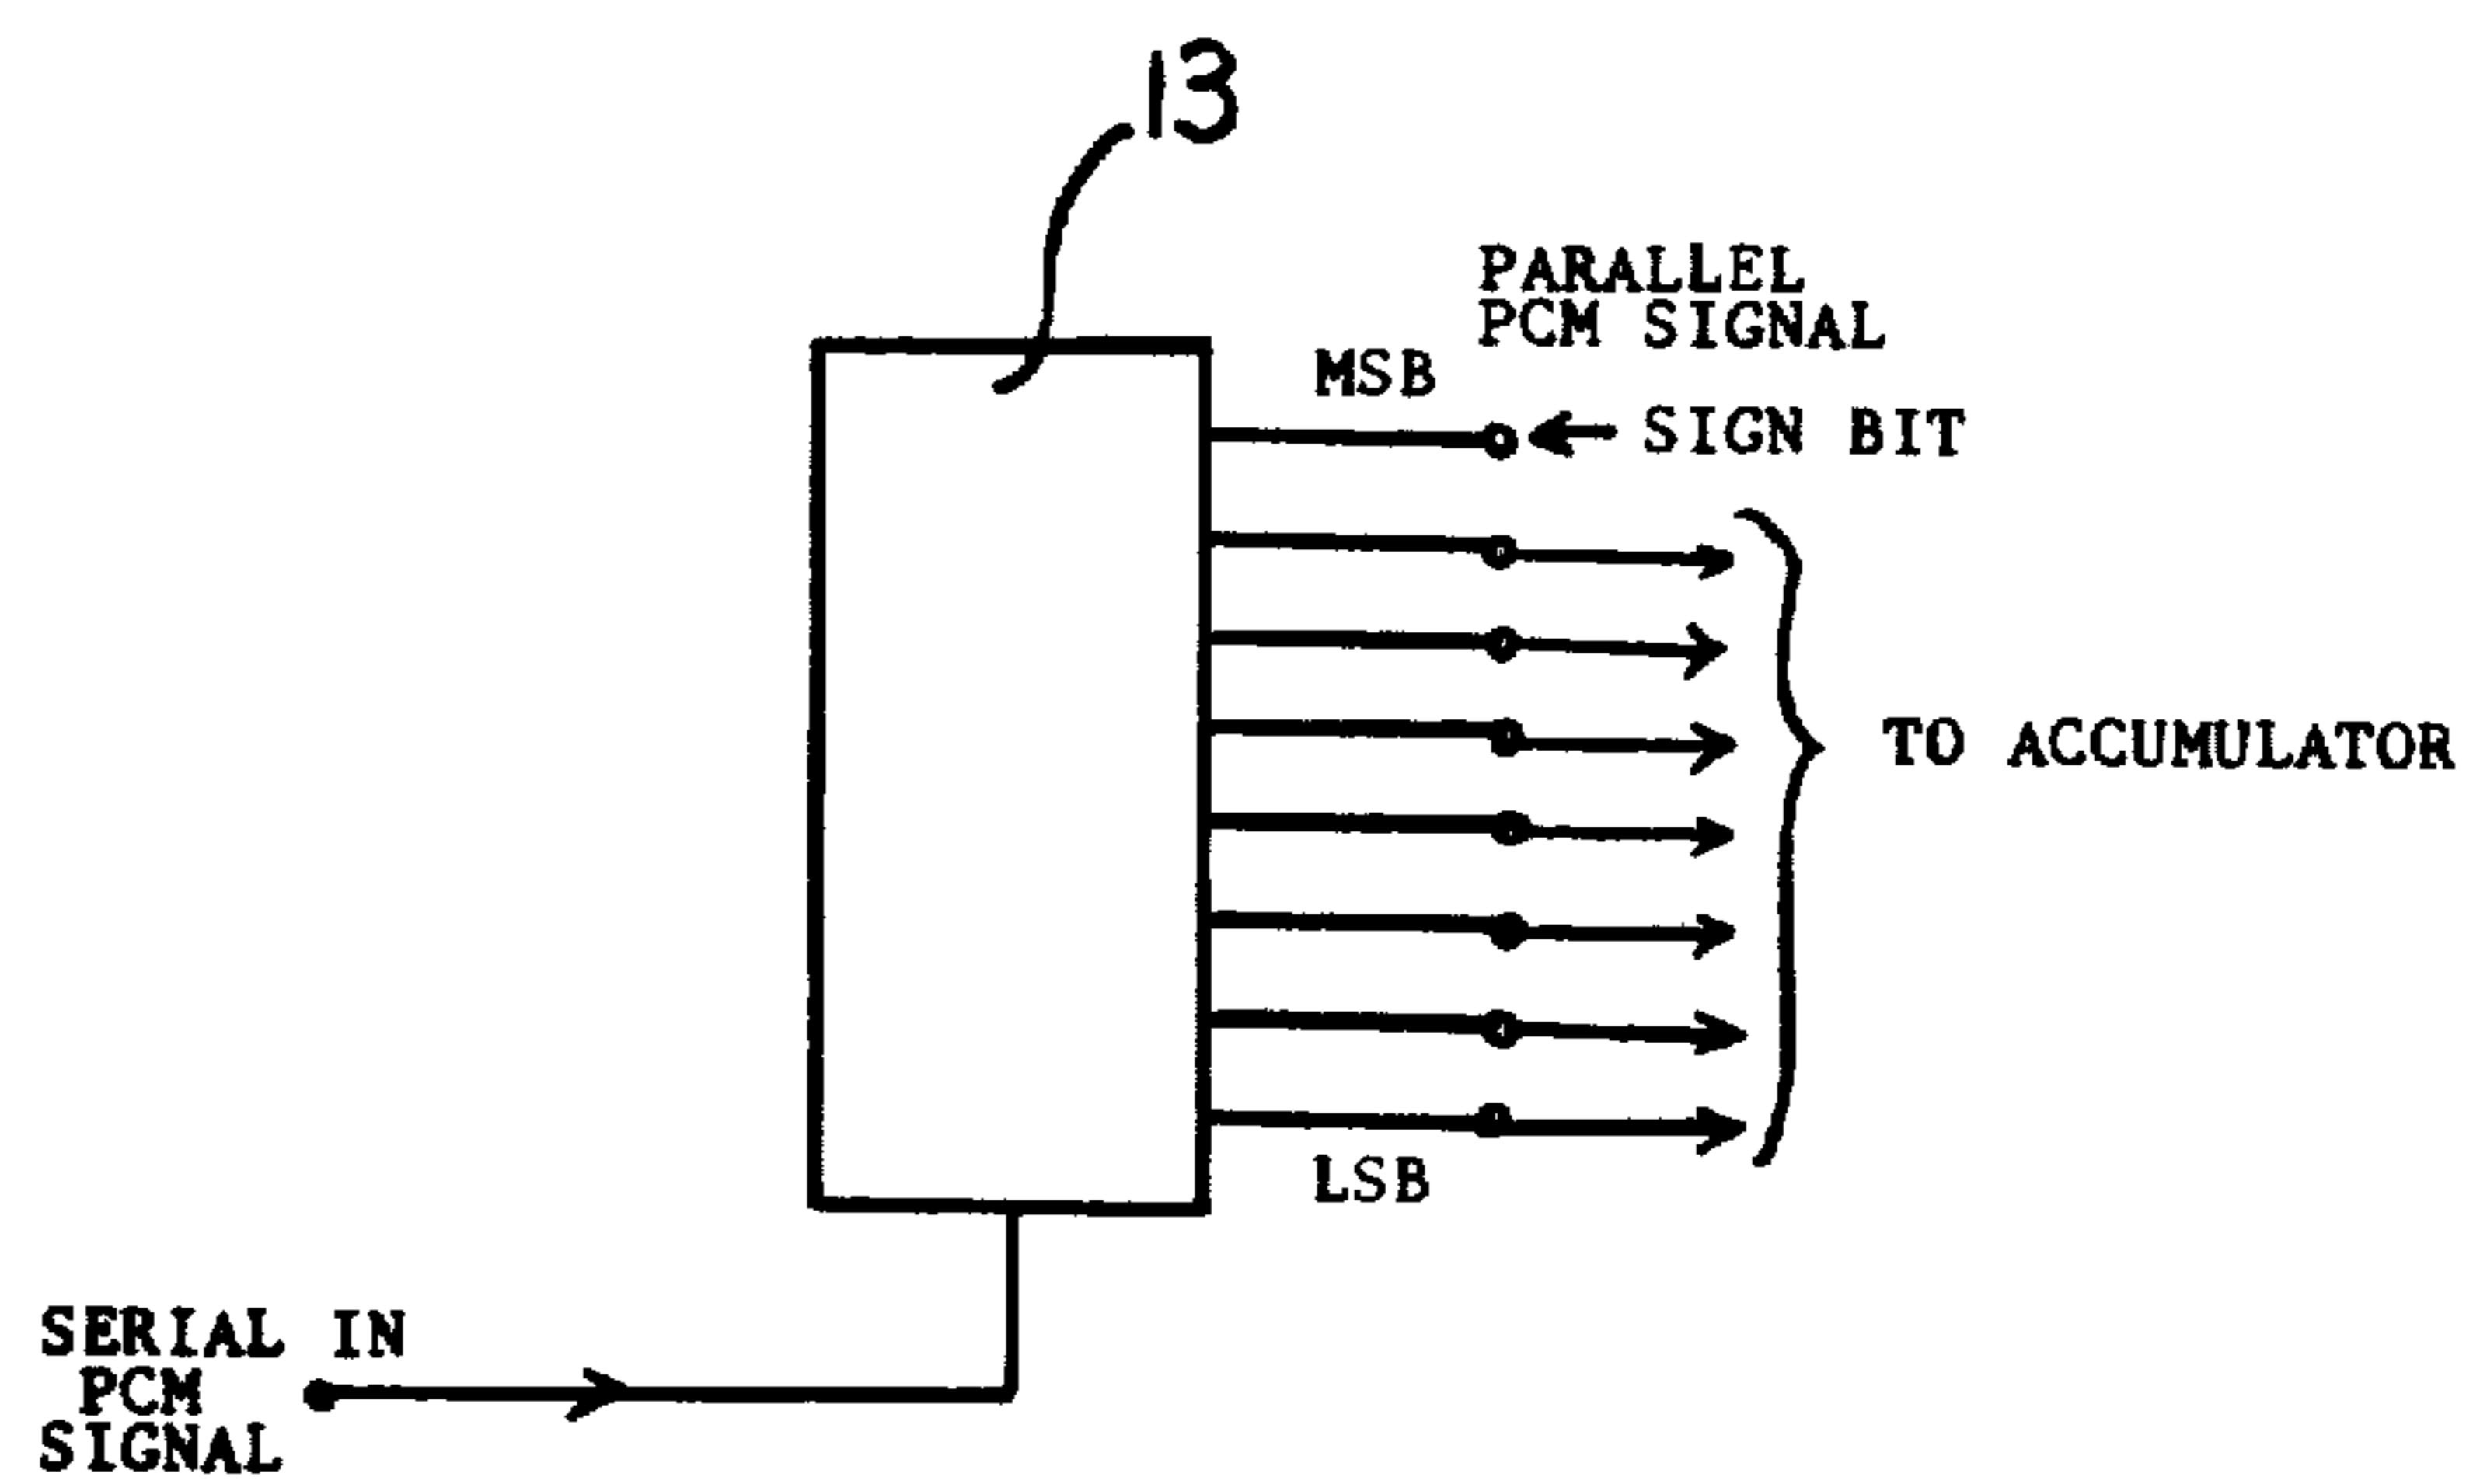 13
PARALLEL
PCM SIGNAL
MSB
SIGN BIT
TO ACCUMULATOR
LSB
SERIAL IN
PCM
SIGNAL